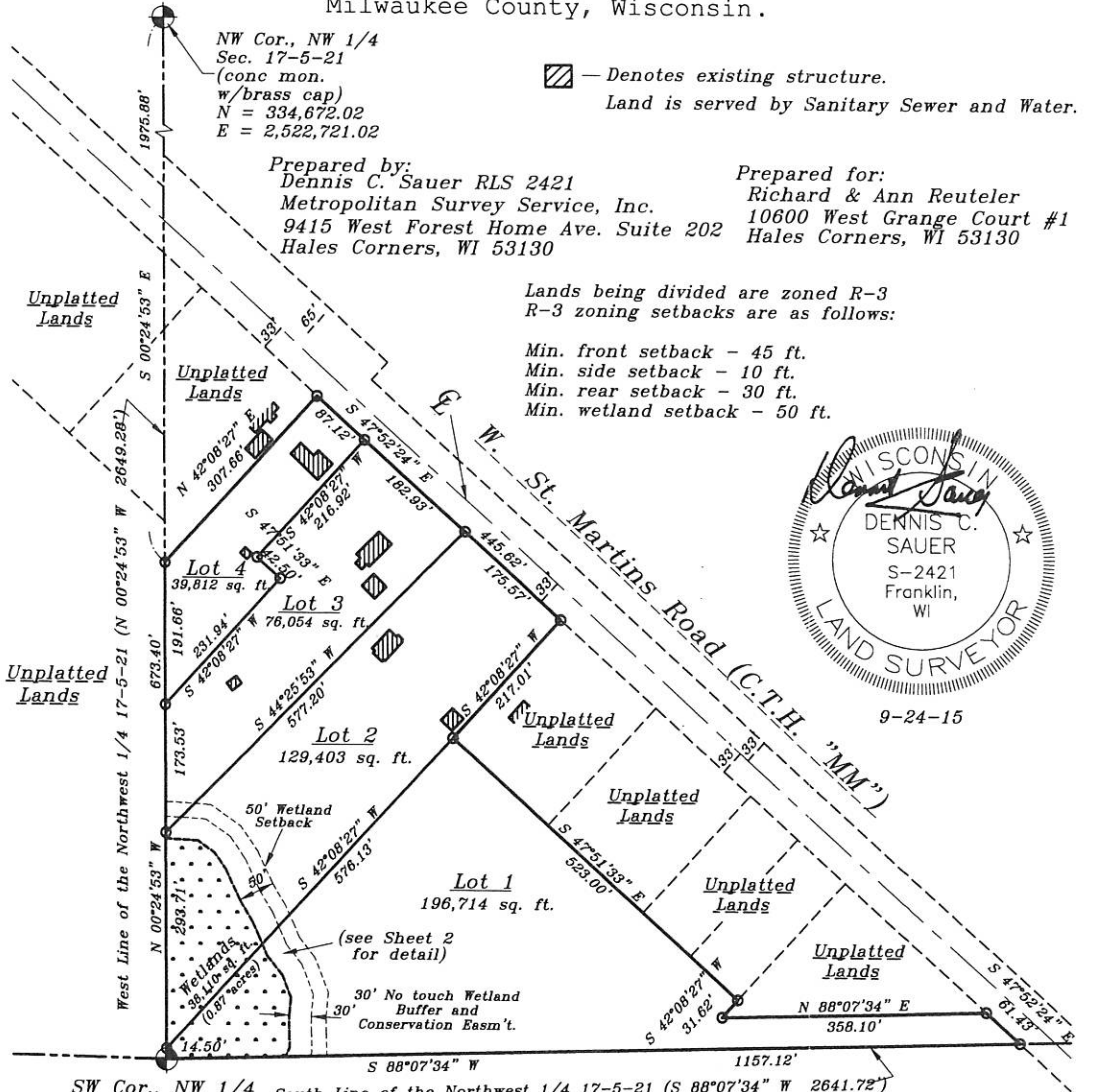 Milwaukee County, Wisconsin.
NW Cor., NW 1/4
Sec. 17-5-21
(conc mon.
w/brass cap)
N = 334,672.02
E = 2,522,721.02
— Denotes existing structure.
Land is served by Sanitary Sewer and Water.
Prepared by:
Dennis C. Sauer RLS 2421
Metropolitan Survey Service, Inc.
9415 West Forest Home Ave. Suite 202
Hales Corners, WI 53130
Prepared for:
Richard & Ann Reuteler
10600 West Grange Court #1
Hales Corners, WI 53130
Lands being divided are zoned R-3
R-3 zoning setbacks are as follows:
Min. front setback - 45 ft.
Min. side setback - 10 ft.
Min. rear setback - 30 ft.
Min. wetland setback - 50 ft.
1975.88'
S 00°24'53" E
West Line of the Northwest 1/4 17-5-21 (N 00°24'53" W 2649.28')
Unplatted
Lands
Unplatted
Lands
Unplatted
Lands
33'
65'
CL
W. St. Martins Road (C.T.H. "MM")
WISCONSIN
DENNIS C.
SAUER
S-2421
Franklin,
WI
LAND SURVEYOR
9-24-15
N 42°08'27" E
307.66'
87.12'
S 47°52'24" E
182.93'
445.62'
175.57'
33'
S 42°08'27" W
216.92'
S 47°51'33" E
42.50'
Lot 4
39,812 sq. ft.
Lot 3
76,054 sq. ft.
231.94'
S 42°08'27" W
191.66'
673.40'
173.53'
S 44°25'53" W
577.20'
S 42°08'27" W
217.01'
Lot 2
129,403 sq. ft.
Unplatted
Lands
33'
33'
Unplatted
Lands
Unplatted
Lands
Unplatted
Lands
50' Wetland
Setback
50'
S 42°08'27" W
576.13'
S 47°51'33" E
523.00'
Lot 1
196,714 sq. ft.
N 00°24'53" W
293.71'
Wetlands
38,110 sq. ft.
(0.87 acres)
(see Sheet 2
for detail)
30' No touch Wetland
Buffer and
Conservation Easm't.
30'
S 42°08'27" W
31.62'
N 88°07'34" E
358.10'
S 47°52'24" E
61.43'
14.50'
S 88°07'34" W
1157.12'
SW Cor., NW 1/4
South Line of the Northwest 1/4 17-5-21 (S 88°07'34" W 2641.72')